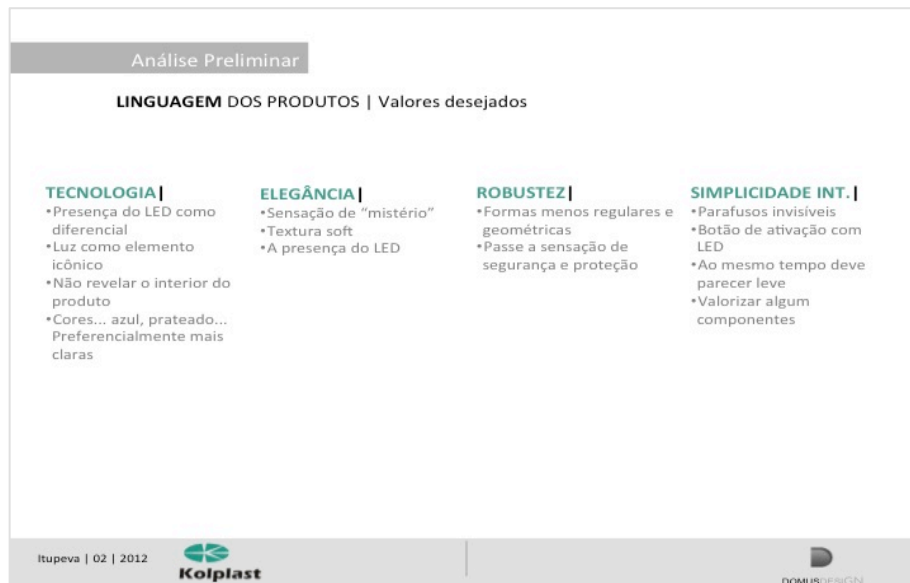 Análise Preliminar
LINGUAGEM DOS PRODUTOS | Valores desejados
TECNOLOGIA|
•Presença do LED como
diferencial
•Luz como elemento
icônico
•Não revelar o interior do
produto
•Cores... azul, prateado...
Preferencialmente mais
claras
ELEGÂNCIA|
•Sensação de “mistério”
•Textura soft
•A presença do LED
ROBUSTEZ|
•Formas menos regulares e
geométricas
•Passe a sensação de
segurança e proteção
SIMPLICIDADE INT.|
•Parafusos invisíveis
•Botão de ativação com
LED
•Ao mesmo tempo deve
parecer leve
•Valorizar algum
componentes
Itupeva | 02 | 2012
Kolplast
DOMUSDESIGN